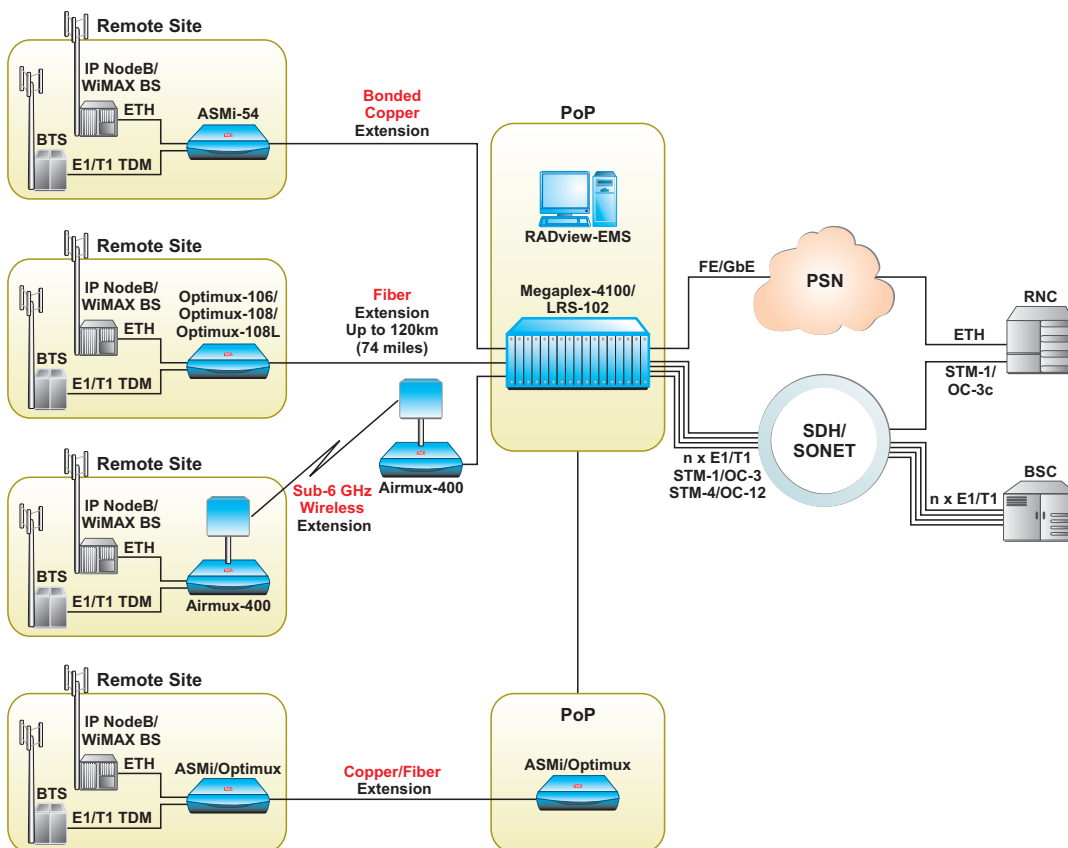 Remote Site
IP NodeB/
WiMAX BS
ETH
BTS
E1/T1 TDM
ASMi-54
Bonded
Copper
Extension
PoP
RADview-EMS
Megaplex-4100/
LRS-102
Remote Site
IP NodeB/
WiMAX BS
ETH
BTS
E1/T1 TDM
Optimux-106/
Optimux-108/
Optimux-108L
Fiber
Extension
Up to 120km
(74 miles)
FE/GbE
PSN
RNC
ETH
STM-1/
OC-3c
SDH/
SONET
n x E1/T1
STM-1/OC-3
STM-4/OC-12
n x E1/T1
BSC
Remote Site
IP NodeB/
WiMAX BS
ETH
BTS
E1/T1 TDM
Airmux-400
Sub-6 GHz
Wireless
Extension
Airmux-400
Remote Site
IP NodeB/
WiMAX BS
ETH
BTS
E1/T1 TDM
ASMi/Optimux
Copper/Fiber
Extension
PoP
ASMi/Optimux